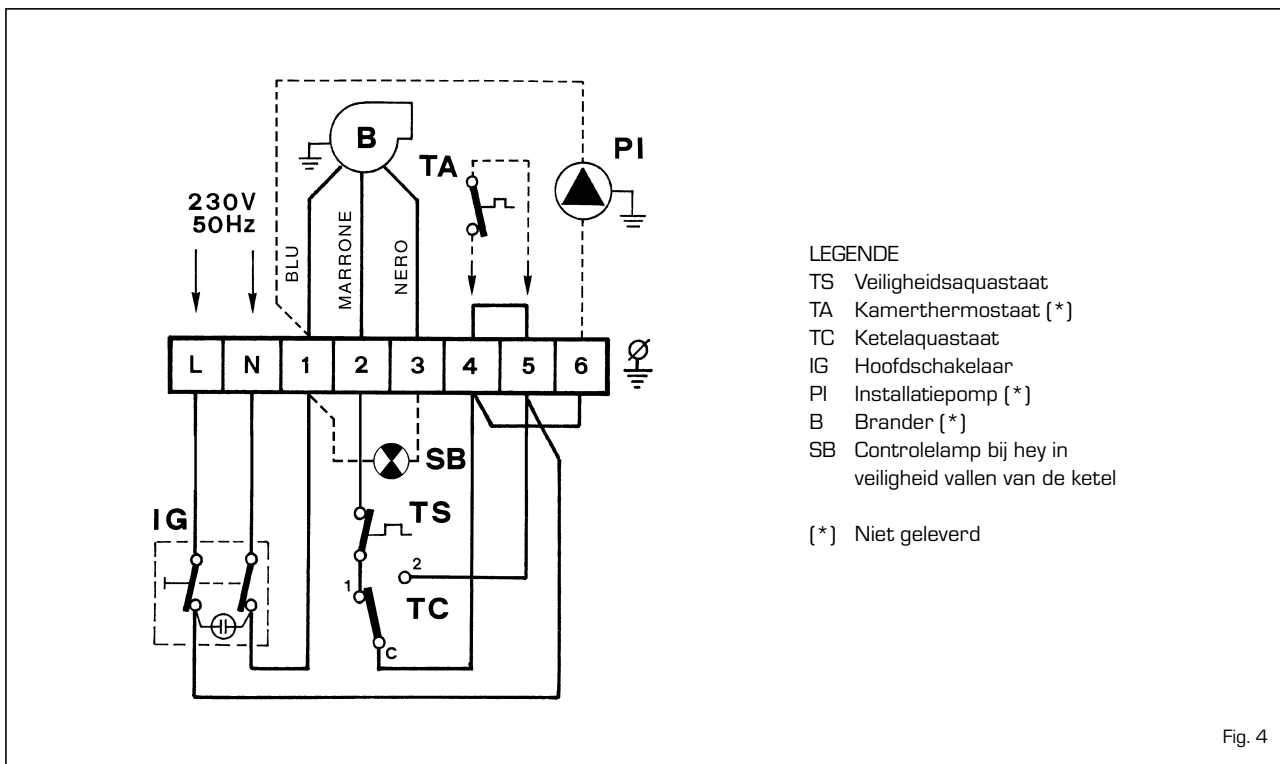 B
TA
PI
230V
50Hz
BLU
MARRONE
NERO
L N 1 2 3 4 5 6
SB
TS
IG
2
1
TC
C
LEGENDE
TS Veiligheidsaquastaat
TA Kamerthermostaat (*)
TC Ketelaquastaat
IG Hoofdschakelaar
PI Installatiepomp (*)
B Brander (*)
SB Controlelamp bij hey in
veiligheid vallen van de ketel
(*) Niet geleverd
Fig. 4